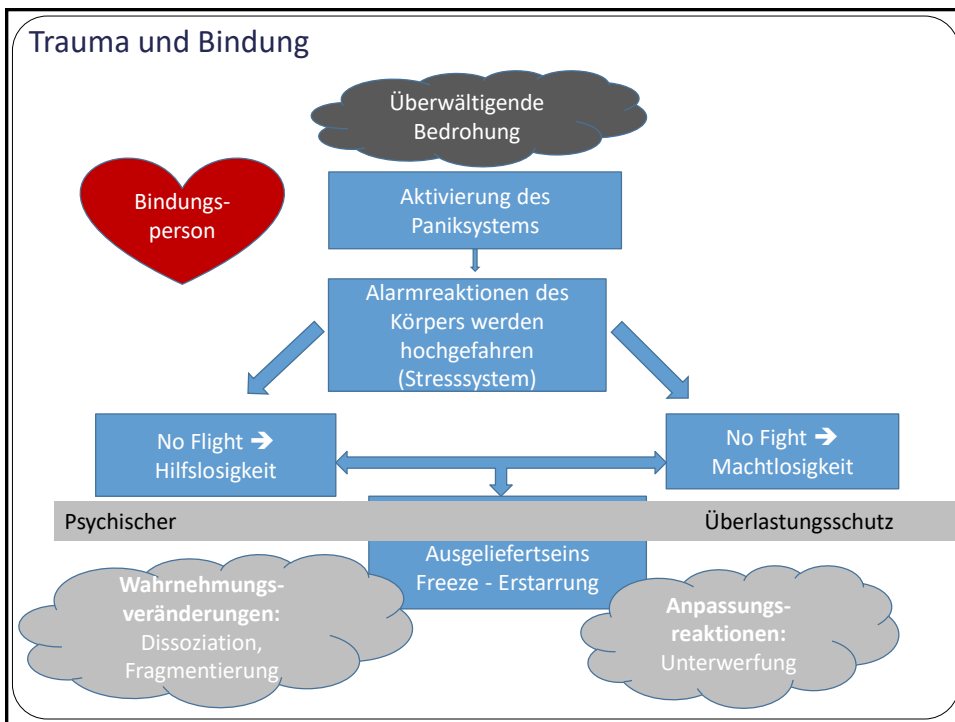 Trauma und Bindung
Überwältigende
Bedrohung
Bindungs-
person
Aktivierung des
Paniksystems
Alarmreaktionen des
Körpers werden
hochgefahren
(Stresssystem)
No Flight ➔
Hilfslosigkeit
No Fight ➔
Machtlosigkeit
Psychischer
Überlastungsschutz
Ausgeliefertseins
Freeze - Erstarrung
Wahrnehmungs-
veränderungen:
Dissoziation,
Fragmentierung
Anpassungs-
reaktionen:
Unterwerfung